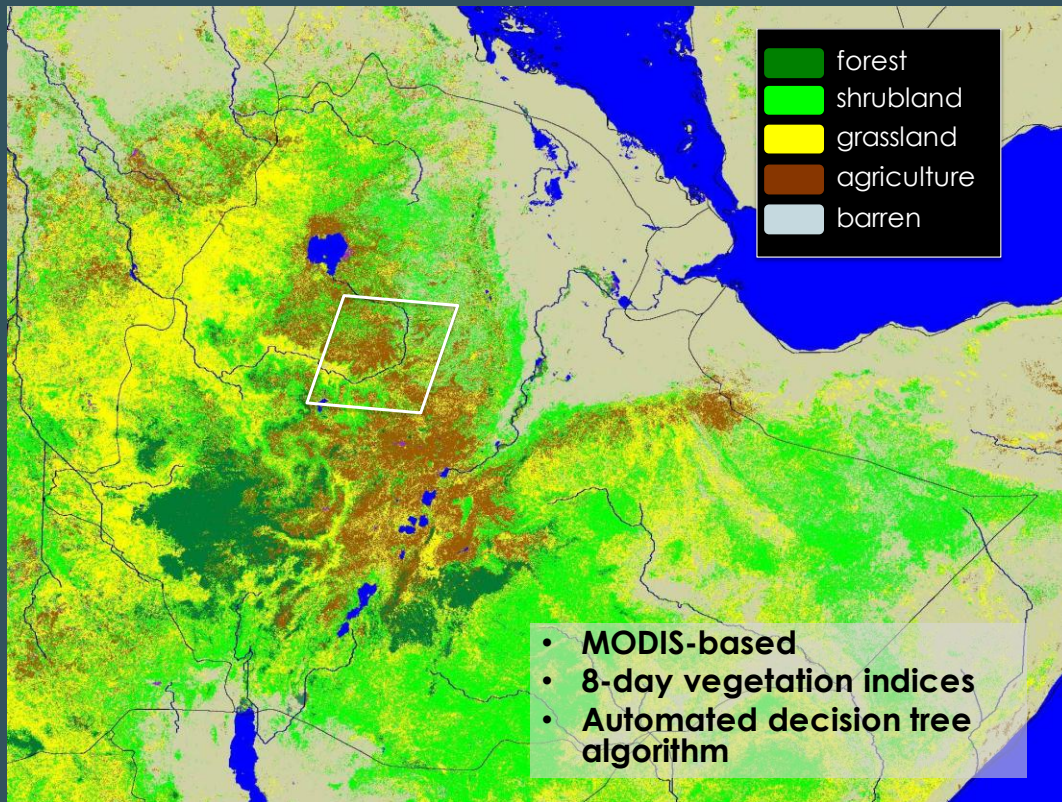 forest
shrubland
grassland
agriculture
barren
• MODIS-based
• 8-day vegetation indices
• Automated decision tree
algorithm